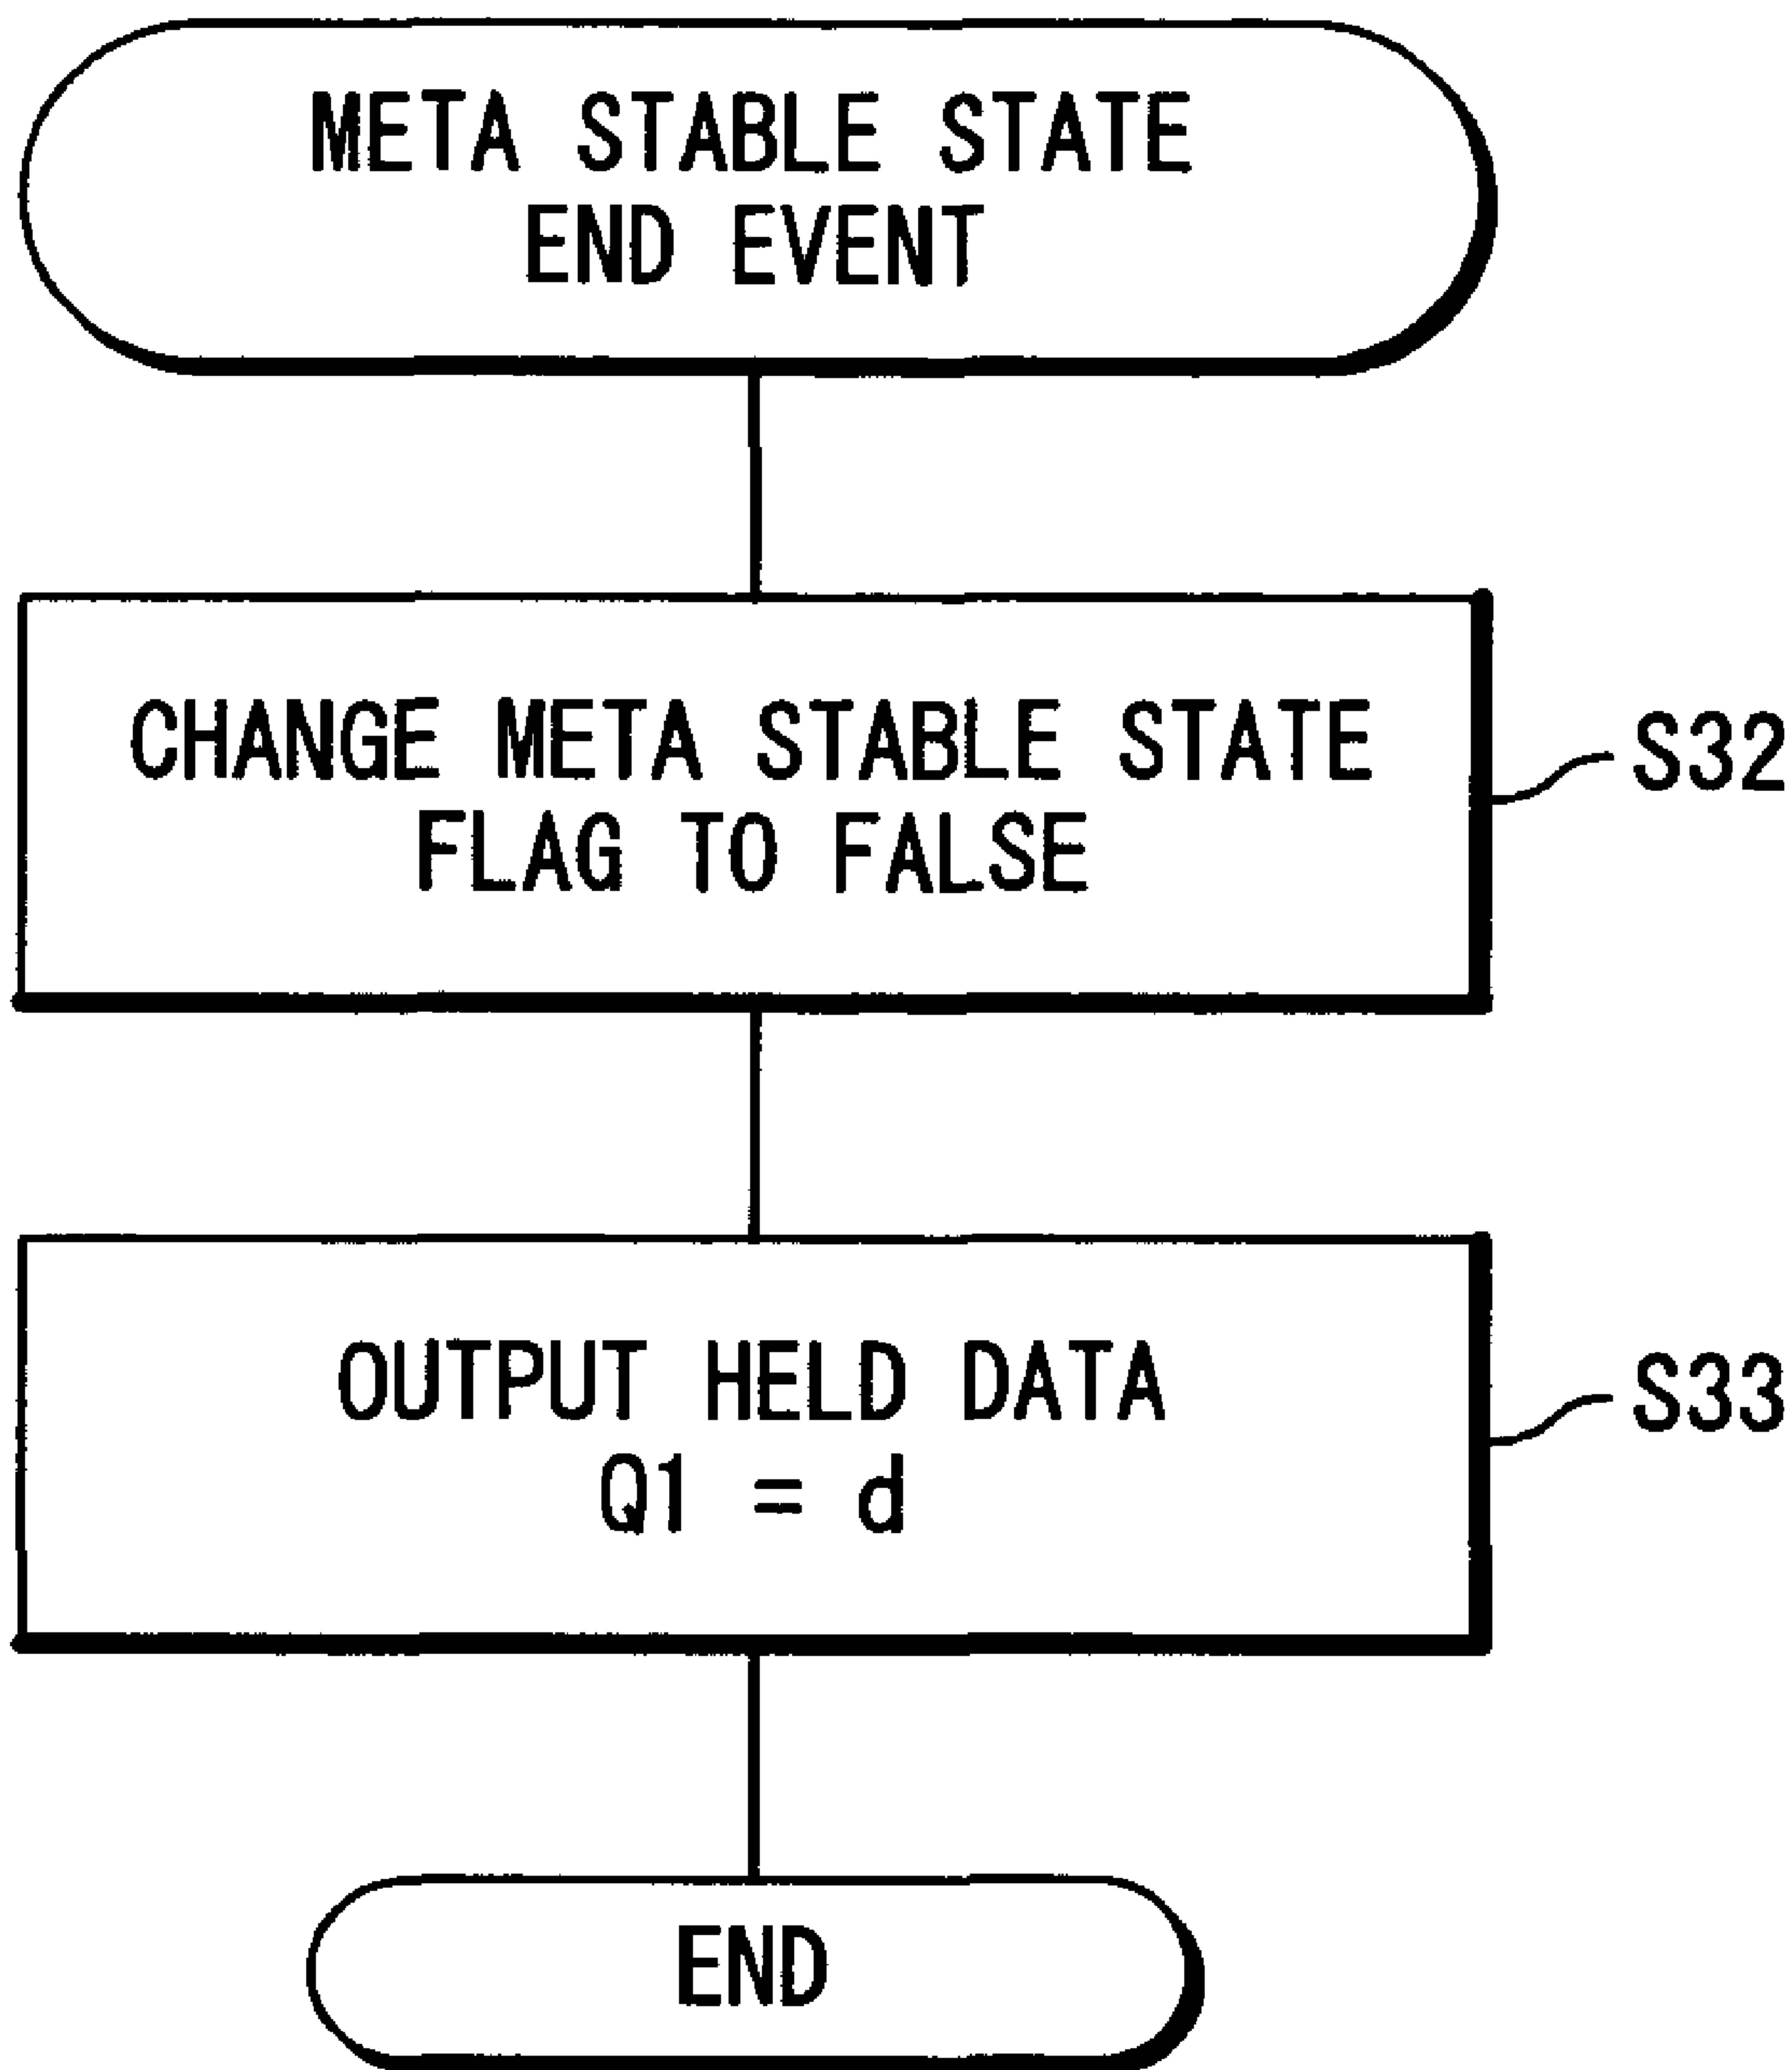 META STABLE STATE
END EVENT
CHANGE META STABLE STATE
FLAG TO FALSE
S32
OUTPUT HELD DATA
Q1 = d
S33
END